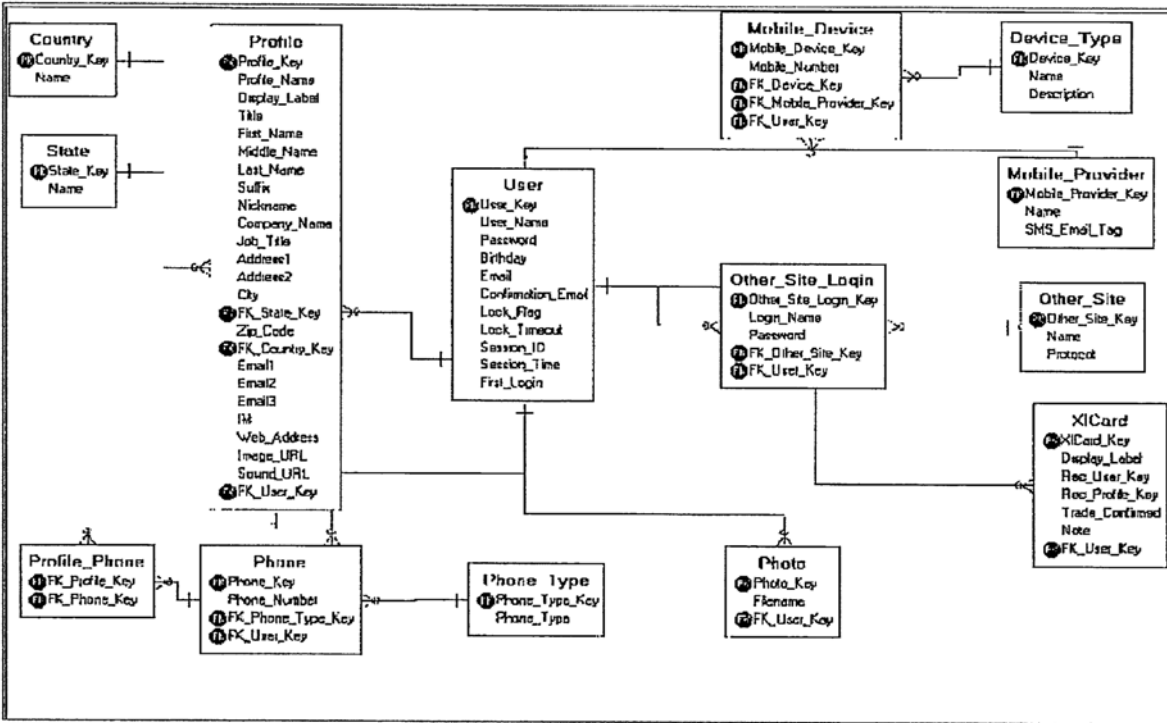 Country
Country_Key
Name
State
State_Key
Name
Profile
Profile_Key
Profile_Name
Display_Label
Title
First_Name
Middle_Name
Last_Name
Suffix
Nickname
Company_Name
Job_Title
Address1
Address2
City
FK_State_Key
Zip_Code
FK_Country_Key
Email1
Email2
Email3
IM
Web_Address
Image_URL
Sound_URL
FK_User_Key
User
User_Key
User_Name
Password
Birthday
Email
Confirmation_Email
Lock_Flag
Lock_Timeout
Session_ID
Session_Time
First_Login
Mobile_Device
Mobile_Device_Key
Mobile_Number
FK_Device_Key
FK_Mobile_Provider_Key
FK_User_Key
Device_Type
Device_Key
Name
Description
Mobile_Provider
Mobile_Provider_Key
Name
SMS_Email_Tag
Other_Site_Login
Other_Site_Login_Key
Login_Name
Password
FK_Other_Site_Key
FK_User_Key
Other_Site
Other_Site_Key
Name
Protocol
XICard
XICard_Key
Display_Label
Rec_User_Key
Rec_Profile_Key
Trade_Confirmed
Note
FK_User_Key
Profile_Phone
FK_Profile_Key
FK_Phone_Key
Phone
Phone_Key
Phone_Number
FK_Phone_Type_Key
FK_User_Key
Phone_Type
Phone_Type_Key
Phone_Type
Photo
Photo_Key
Filename
FK_User_Key